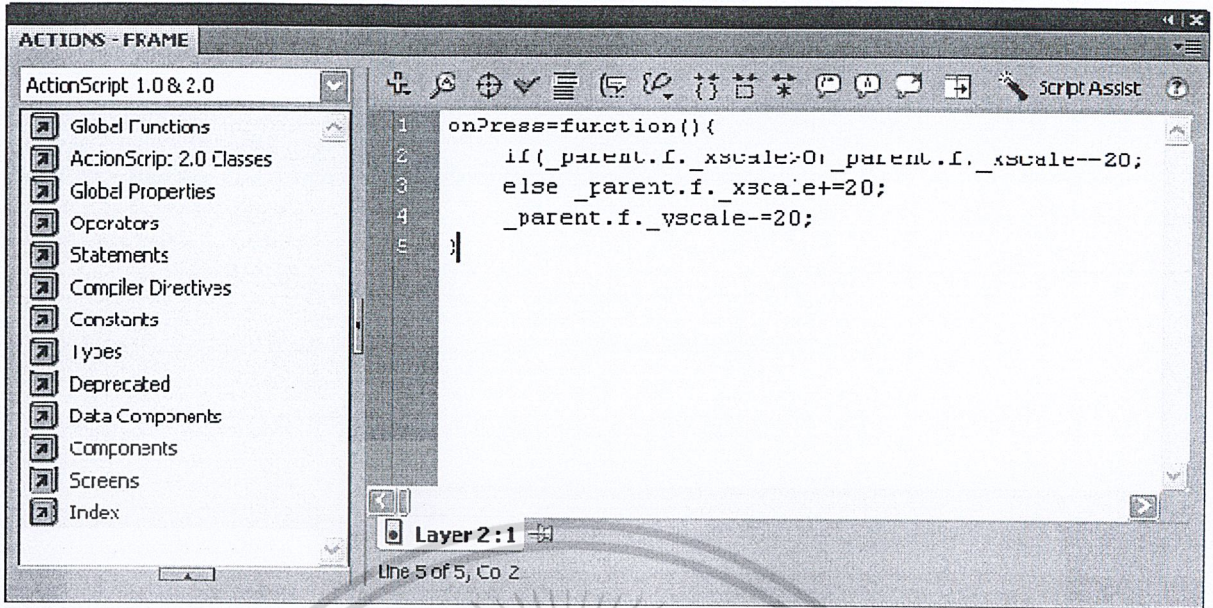 ACTIONS - FRAME
ActionScript 1.0 & 2.0
Script Assist
Global Functions
ActionScript 2.0 Classes
Global Properties
Operators
Statements
Compiler Directives
Constants
Types
Deprecated
Data Components
Components
Screens
Index
1 onPress=function(){
2 if(_parent.f._xscale>0)_parent.f._xscale-=20;
3 else _parent.f._xscale+=20;
4 _parent.f._yscale-=20;
5 }
Layer 2 : 1
Line 5 of 5, Col 2